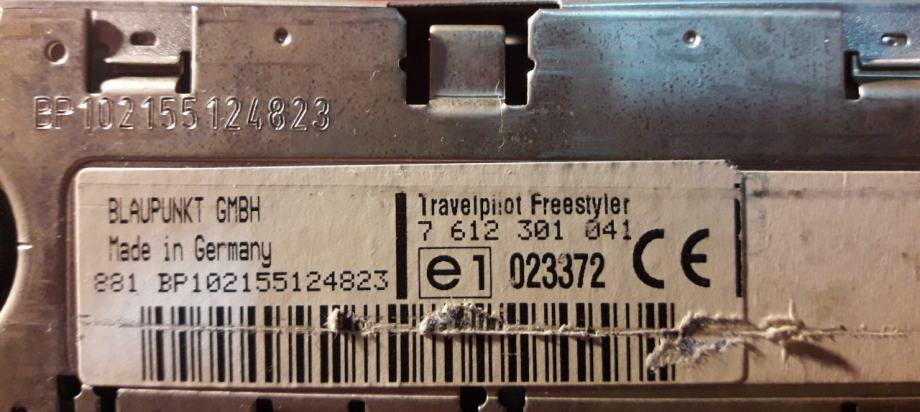 BP102155124823
BLAUPUNKT GMBH
Made in Germany
881 BP102155124823
Travelpilot Freestyler
7 612 301 041
e1 023372 CE